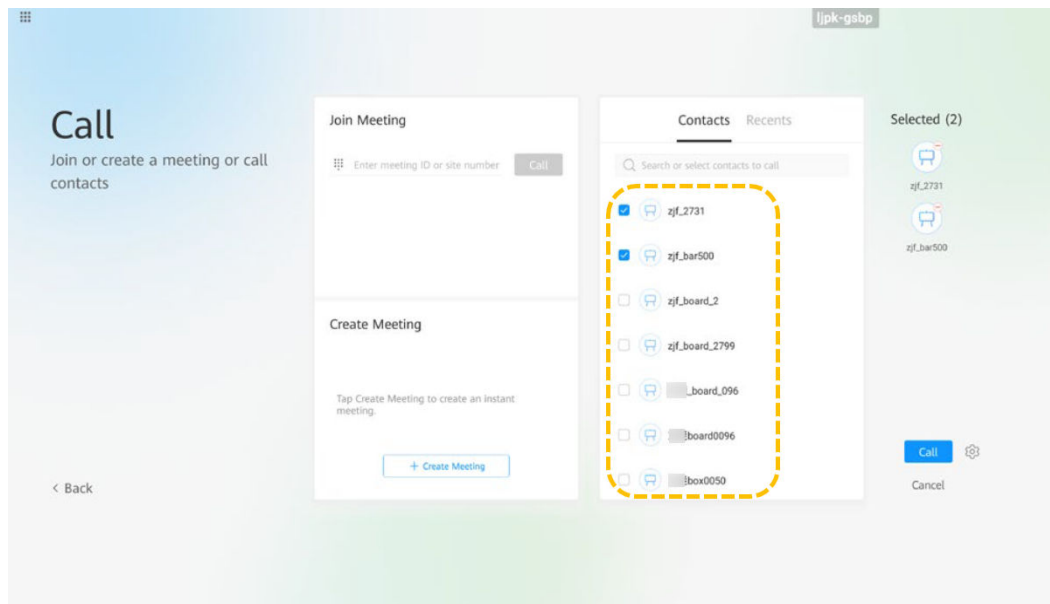 ljpk-gsbp
Call
Join or create a meeting or call
contacts
Join Meeting
Enter meeting ID or site number
Call
Create Meeting
Tap Create Meeting to create an instant
meeting.
+ Create Meeting
< Back
Contacts Recents
Search or select contacts to call
zjf_2731
zjf_bar500
zjf_board_2
zjf_board_2799
_board_096
board0096
box0050
Selected (2)
zjf_2731
zjf_bar500
Call
Cancel